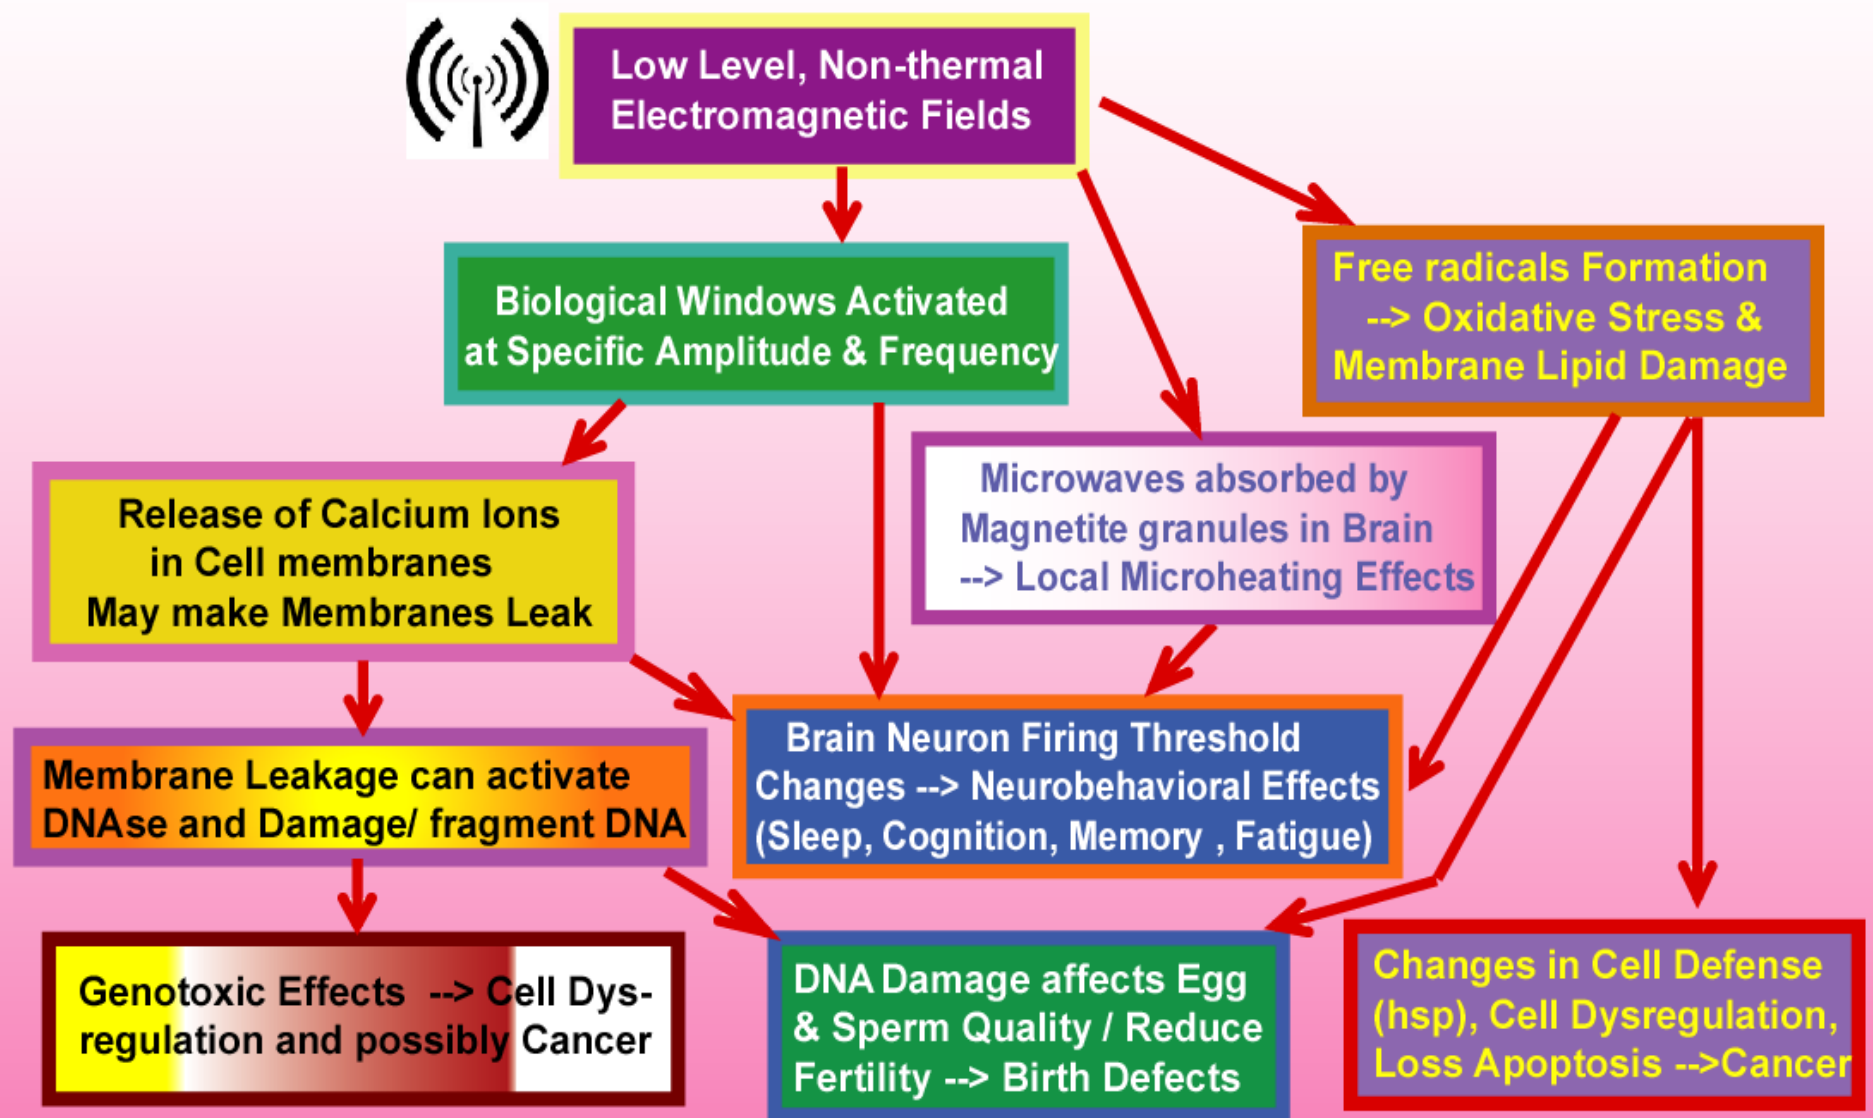 Low Level, Non-thermal
Electromagnetic Fields
Biological Windows Activated
at Specific Amplitude & Frequency
Free radicals Formation
--> Oxidative Stress &
Membrane Lipid Damage
Release of Calcium Ions
in Cell membranes
May make Membranes Leak
Microwaves absorbed by
Magnetite granules in Brain
--> Local Microheating Effects
Membrane Leakage can activate
DNAse and Damage/ fragment DNA
Brain Neuron Firing Threshold
Changes --> Neurobehavioral Effects
(Sleep, Cognition, Memory , Fatigue)
Genotoxic Effects --> Cell Dys-
regulation and possibly Cancer
DNA Damage affects Egg
& Sperm Quality / Reduce
Fertility --> Birth Defects
Changes in Cell Defense
(hsp), Cell Dysregulation,
Loss Apoptosis -->Cancer